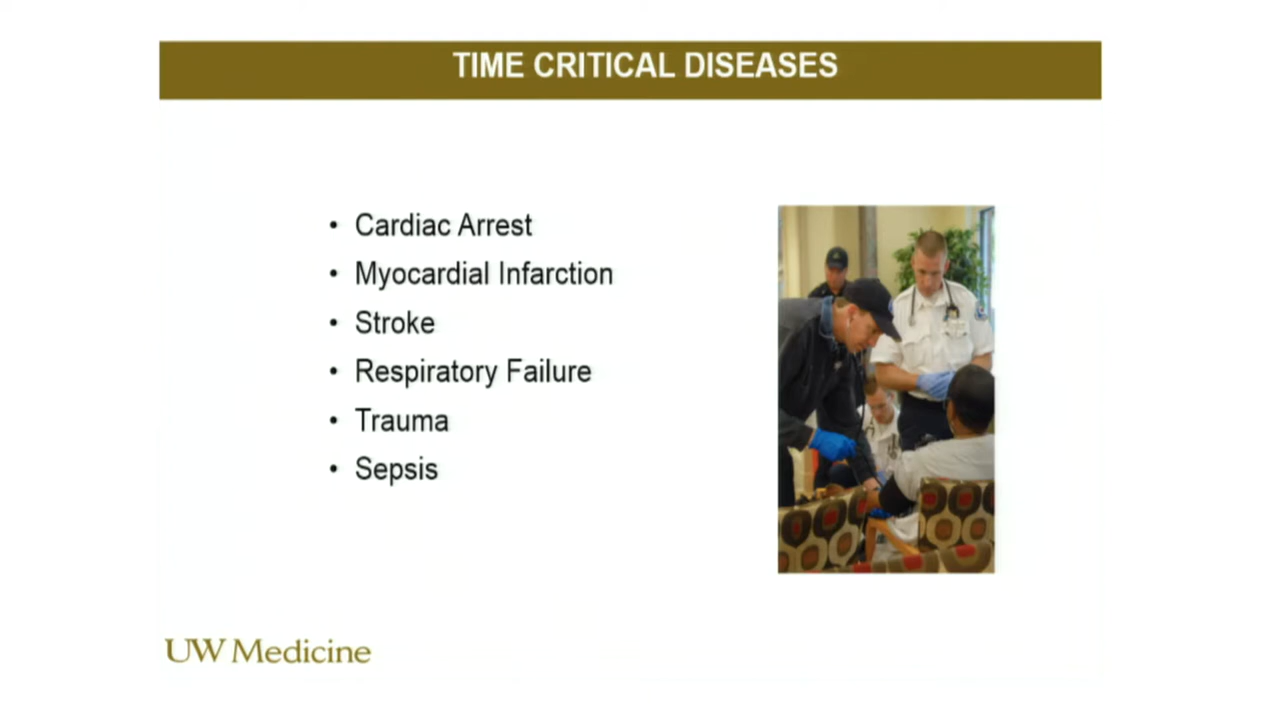 TIME CRITICAL DISEASES
• Cardiac Arrest
• Myocardial Infarction
• Stroke
• Respiratory Failure
• Trauma
• Sepsis
UW Medicine